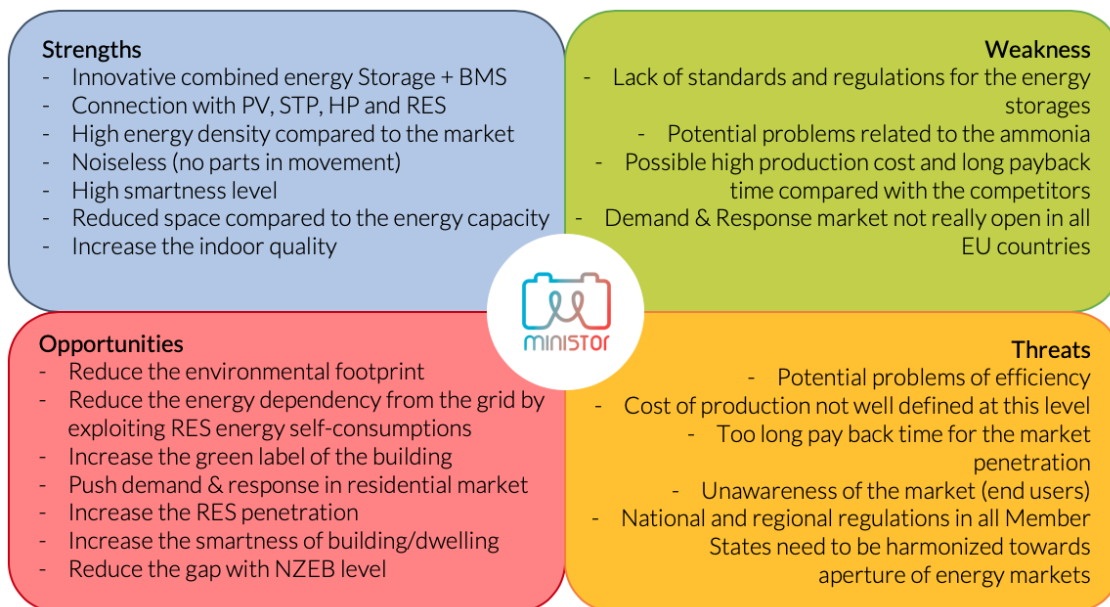 Strengths
- Innovative combined energy Storage + BMS
- Connection with PV, STP, HP and RES
- High energy density compared to the market
- Noiseless (no parts in movement)
- High smartness level
- Reduced space compared to the energy capacity
- Increase the indoor quality
Weakness
- Lack of standards and regulations for the energy
storages
- Potential problems related to the ammonia
- Possible high production cost and long payback
time compared with the competitors
- Demand & Response market not really open in all
EU countries
MINISTOR
Opportunities
- Reduce the environmental footprint
- Reduce the energy dependency from the grid by
exploiting RES energy self-consumptions
- Increase the green label of the building
- Push demand & response in residential market
- Increase the RES penetration
- Increase the smartness of building/dwelling
- Reduce the gap with NZEB level
Threats
- Potential problems of efficiency
- Cost of production not well defined at this level
- Too long pay back time for the market
penetration
- Unawareness of the market (end users)
- National and regional regulations in all Member
States need to be harmonized towards
aperture of energy markets